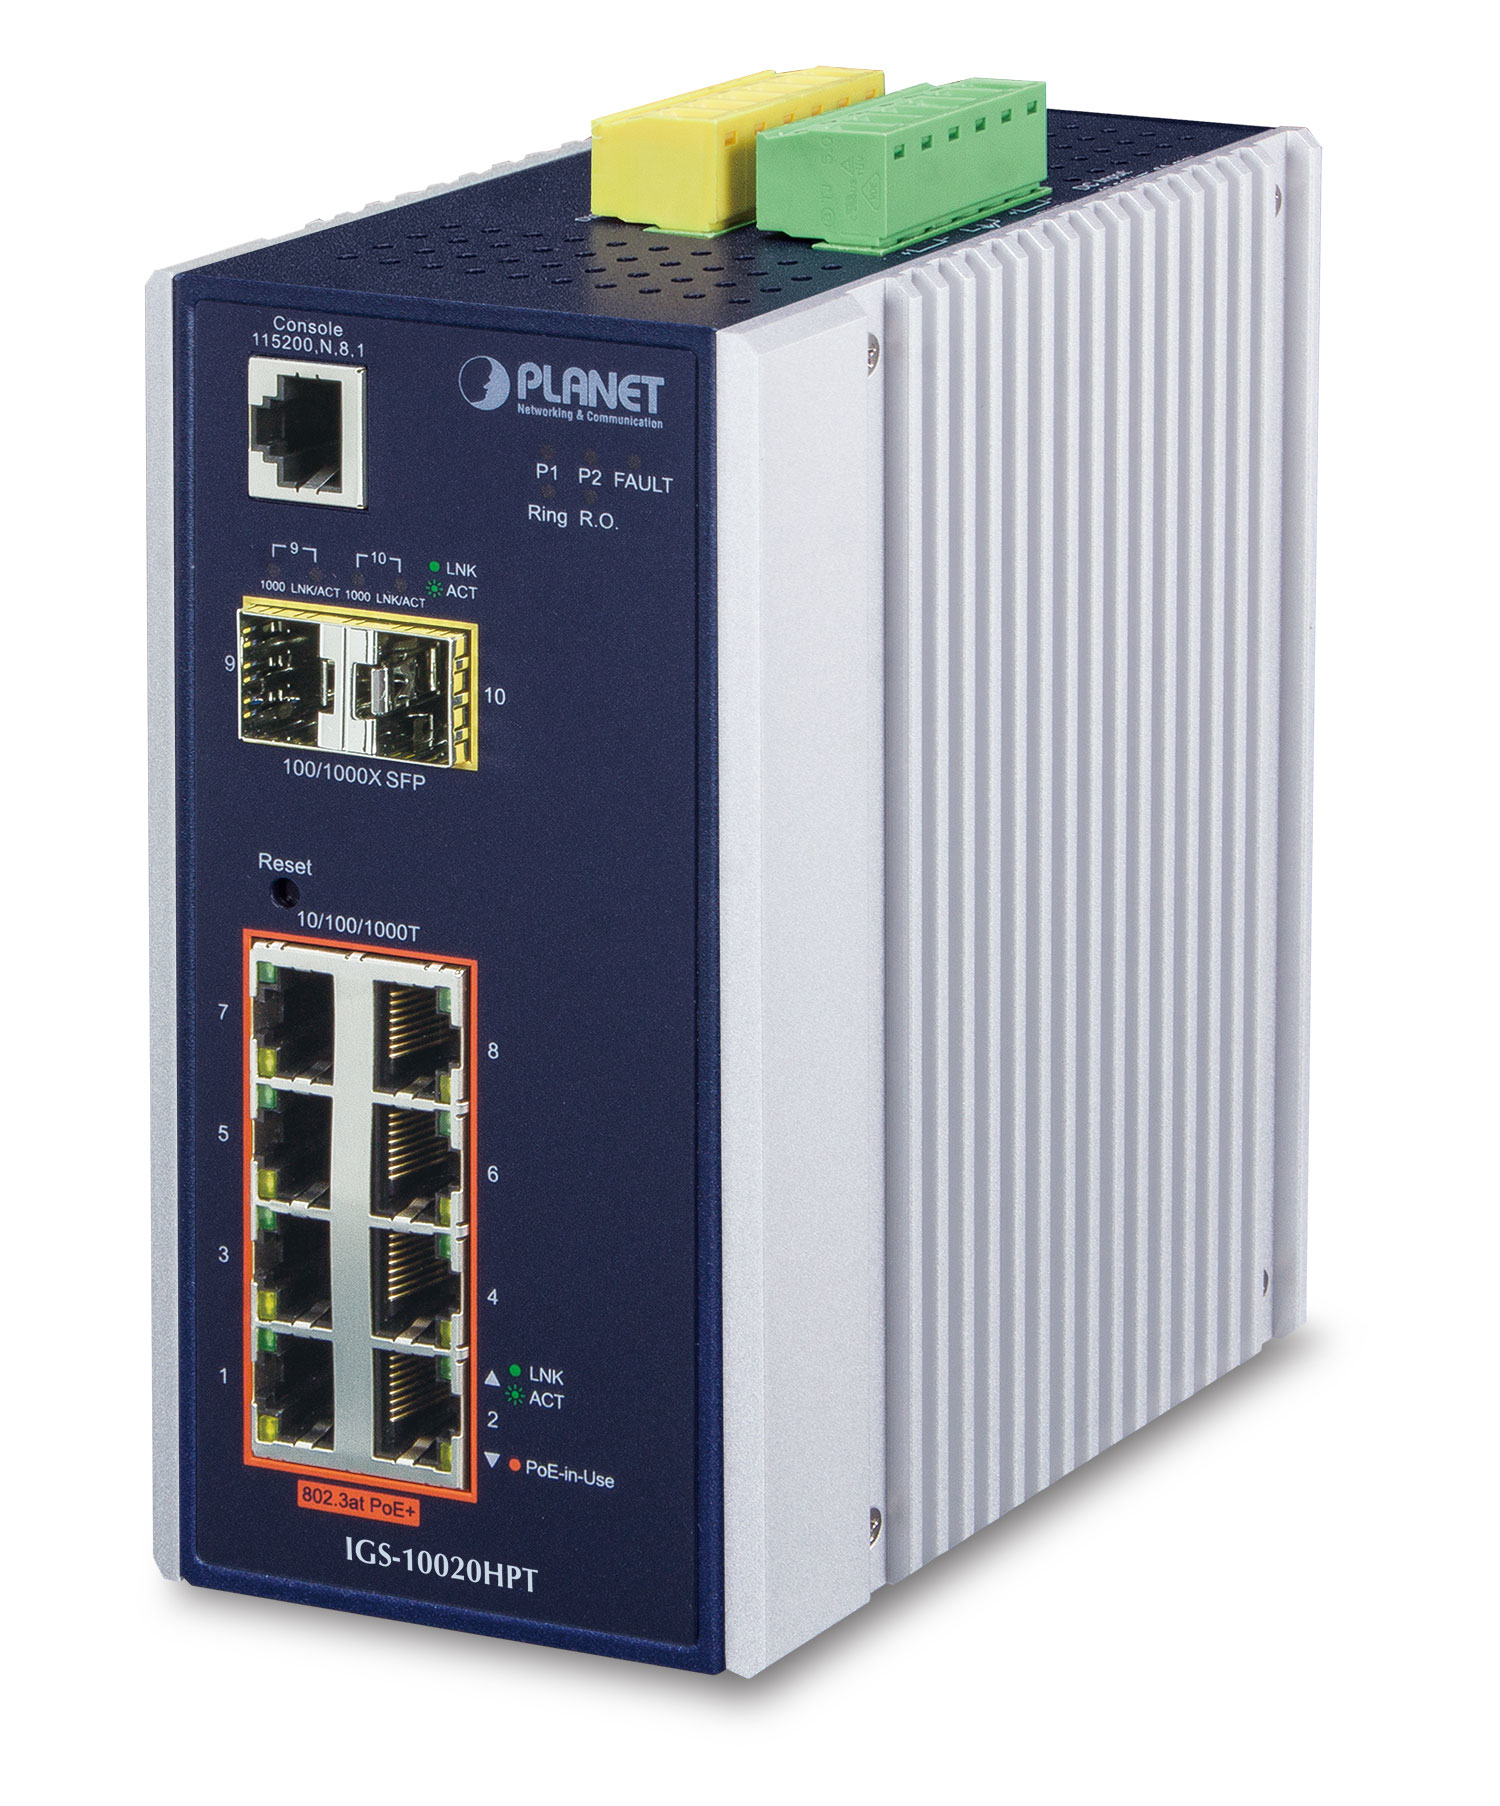 DC Input
Console
115200,N,8,1
PLANET
Networking & Communication
P1 P2 FAULT
Ring R.O.
9 10
1000 LNK/ACT 1000 LNK/ACT
LNK
ACT
9
10
100/1000X SFP
Reset
10/100/1000T
7
8
5
6
3
4
1
LNK
ACT
2
PoE-in-Use
802.3at PoE+
IGS-10020HPT